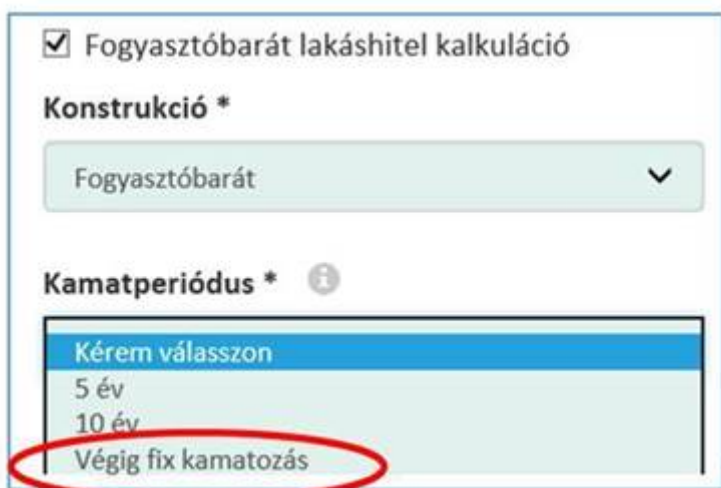 Fogyasztóbarát lakáshitel kalkuláció
Konstrukció *
Fogyasztóbarát
Kamatperiódus *
Kérem válasszon
5 év
10 év
Végig fix kamatozás